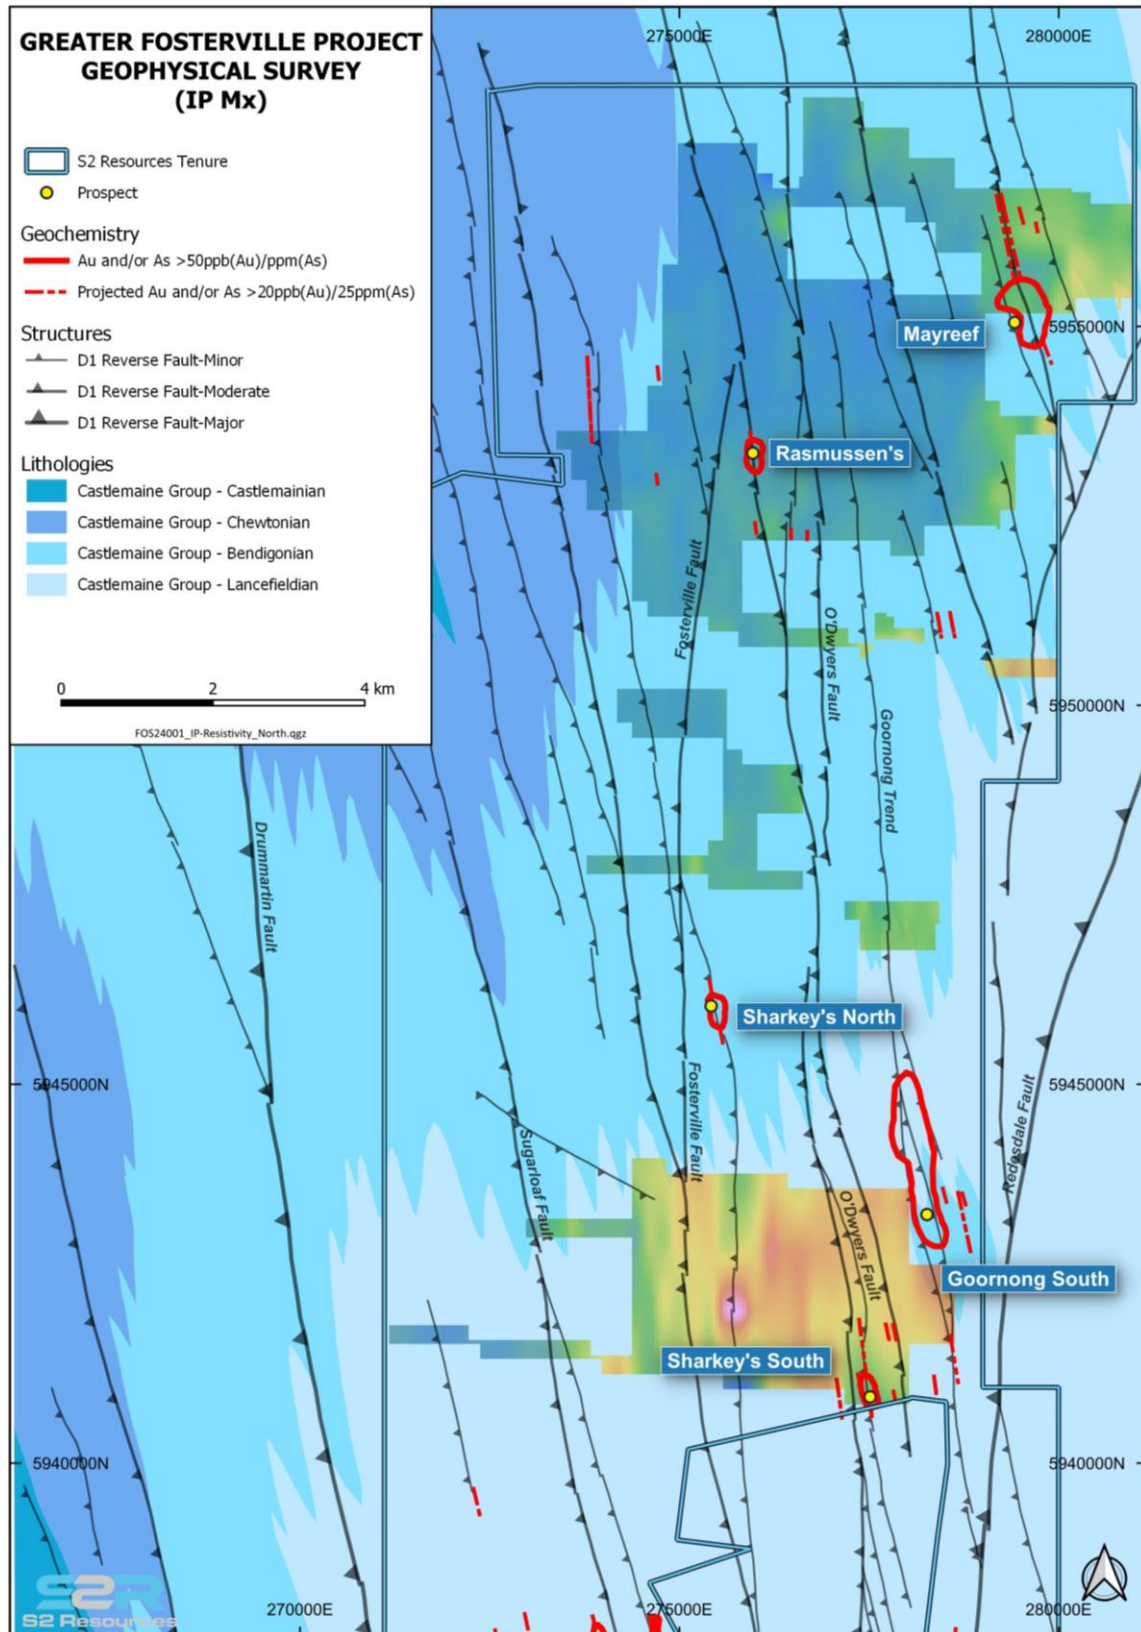 GREATER FOSTERVILLE PROJECT
GEOPHYSICAL SURVEY
(IP Mx)
S2 Resources Tenure
Prospect
Geochemistry
Au and/or As >50ppb(Au)/ppm(As)
Projected Au and/or As >20ppb(Au)/25ppm(As)
Structures
D1 Reverse Fault-Minor
D1 Reverse Fault-Moderate
D1 Reverse Fault-Major
Lithologies
Castlemaine Group - Castlemainian
Castlemaine Group - Chewtonian
Castlemaine Group - Bendigonian
Castlemaine Group - Lancefieldian
0 2 4 km
FOS24001_IP-Resistivity_North.qgz
275000E 280000E
Mayreef
5955000N
Rasmussen's
Fosterville Fault
O'Dwyers Fault
5950000N
Goornong Trend
Drummartin Fault
Sharkey's North
5945000N 5945000N
Fosterville Fault
Redesdale Fault
Sugarloaf Fault
O'Dwyers Fault
Goornong South
Sharkey's South
5940000N 5940000N
S2R
S2 Resources
270000E 275000E 280000E